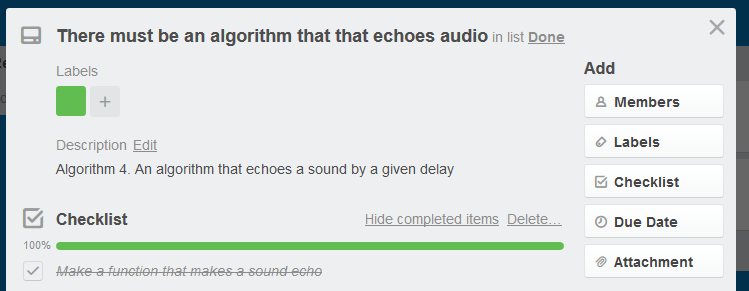 There must be an algorithm that that echoes audio in list Done
Labels
+
Description Edit
Algorithm 4. An algorithm that echoes a sound by a given delay
Checklist Hide completed items Delete...
100%
Make a function that makes a sound echo
Add
Members
Labels
Checklist
Due Date
Attachment